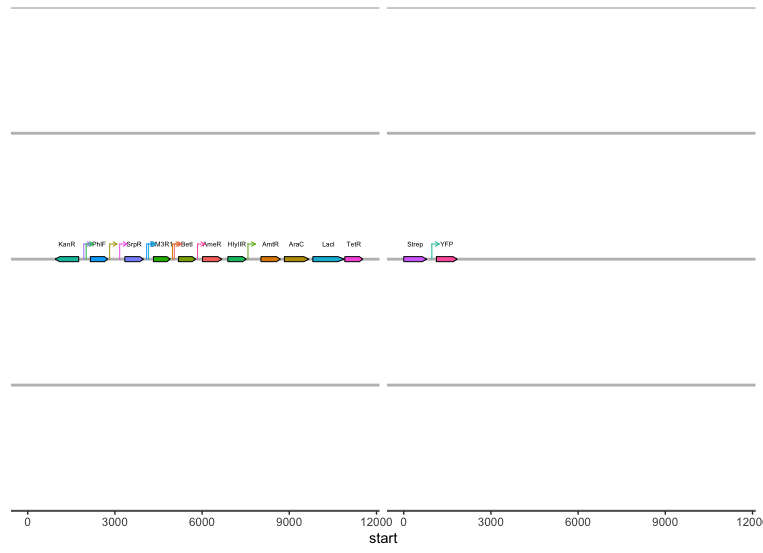 KanR PhlF SrpR BM3R1 BetI AmeR HlyIIR AmtR AraC LacI TetR Strep YFP
0 3000 6000 9000 12000 0 3000 6000 9000 1200
start